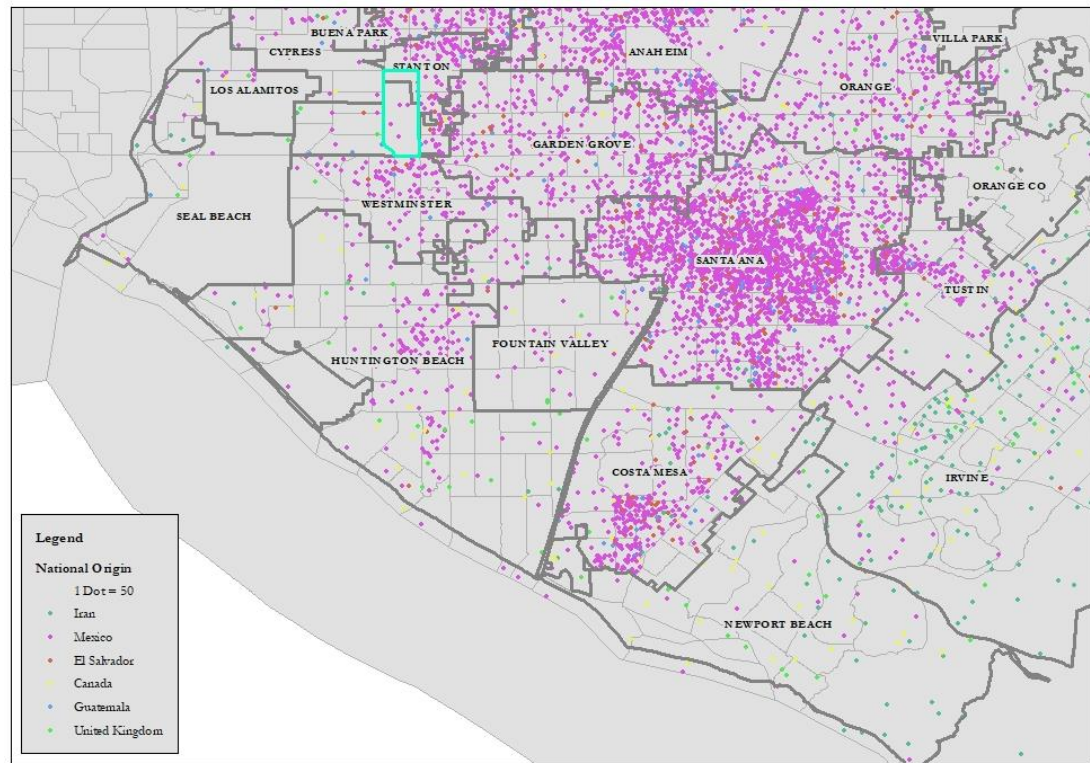 BUENA PARK
VILLA PARK
CYPRESS
ANAHEIM
STANTON
LOS ALAMITOS
ORANGE
GARDEN GROVE
ORANGE CO
WESTMINSTER
SEAL BEACH
SANTA ANA
TUSTIN
FOUNTAIN VALLEY
HUNTINGTON BEACH
COSTA MESA
IRVINE
NEWPORT BEACH
Legend
National Origin
1 Dot = 50
Iran
Mexico
El Salvador
Canada
Guatemala
United Kingdom